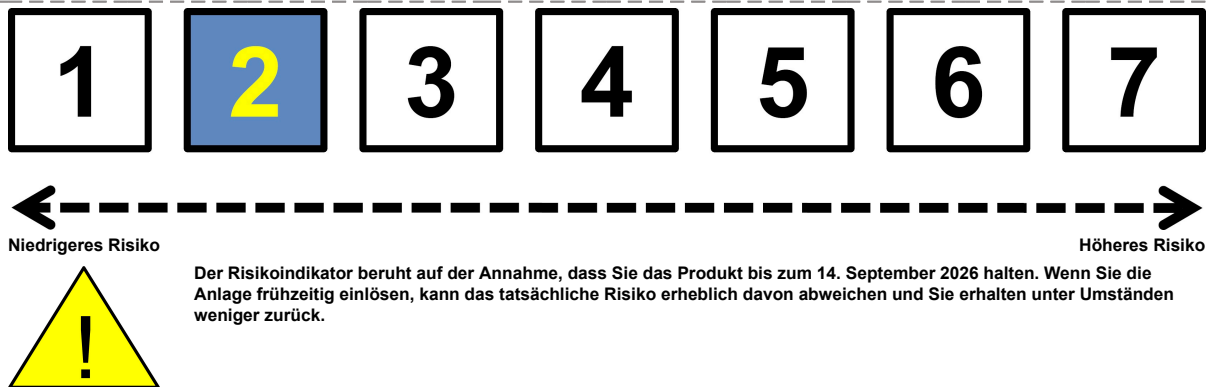 1 2 3 4 5 6 7
Niedrigeres Risiko Höheres Risiko
Der Risikoindikator beruht auf der Annahme, dass Sie das Produkt bis zum 14. September 2026 halten. Wenn Sie die
Anlage frühzeitig einlösen, kann das tatsächliche Risiko erheblich davon abweichen und Sie erhalten unter Umständen
weniger zurück.
!